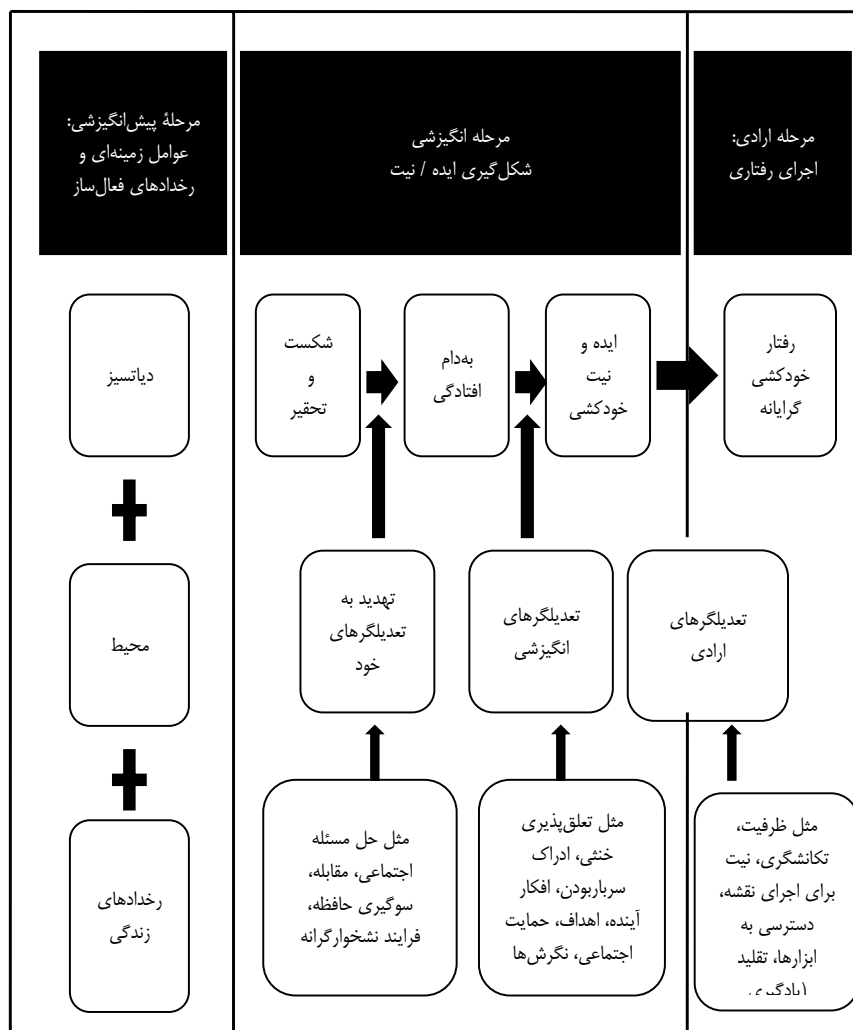 مرحلهٔ پیش‌انگیزشی:
عوامل زمینه‌ای و
رخدادهای فعال‌ساز
مرحله انگیزشی
شکل‌گیری ایده / نیت
مرحله ارادی:
اجرای رفتاری
دیاتسیز
محیط
رخدادهای
زندگی
شکست
و
تحقیر
به‌دام
افتادگی
ایده و
نیت
خودکشی
رفتار
خودکشی
گرایانه
تهدید به
تعدیلگرهای
خود
تعدیلگرهای
انگیزشی
تعدیلگرهای
ارادی
مثل حل مسئله
اجتماعی، مقابله،
سوگیری حافظه،
فرایند نشخوارگرانه
مثل تعلق‌پذیری
خنثی، ادراک
سرباربودن، افکار
آینده، اهداف، حمایت
اجتماعی، نگرش‌ها
مثل ظرفیت،
تکانشگری، نیت
برای اجرای نقشه،
دسترسی به
ابزارها، تقلید
(یادگیری